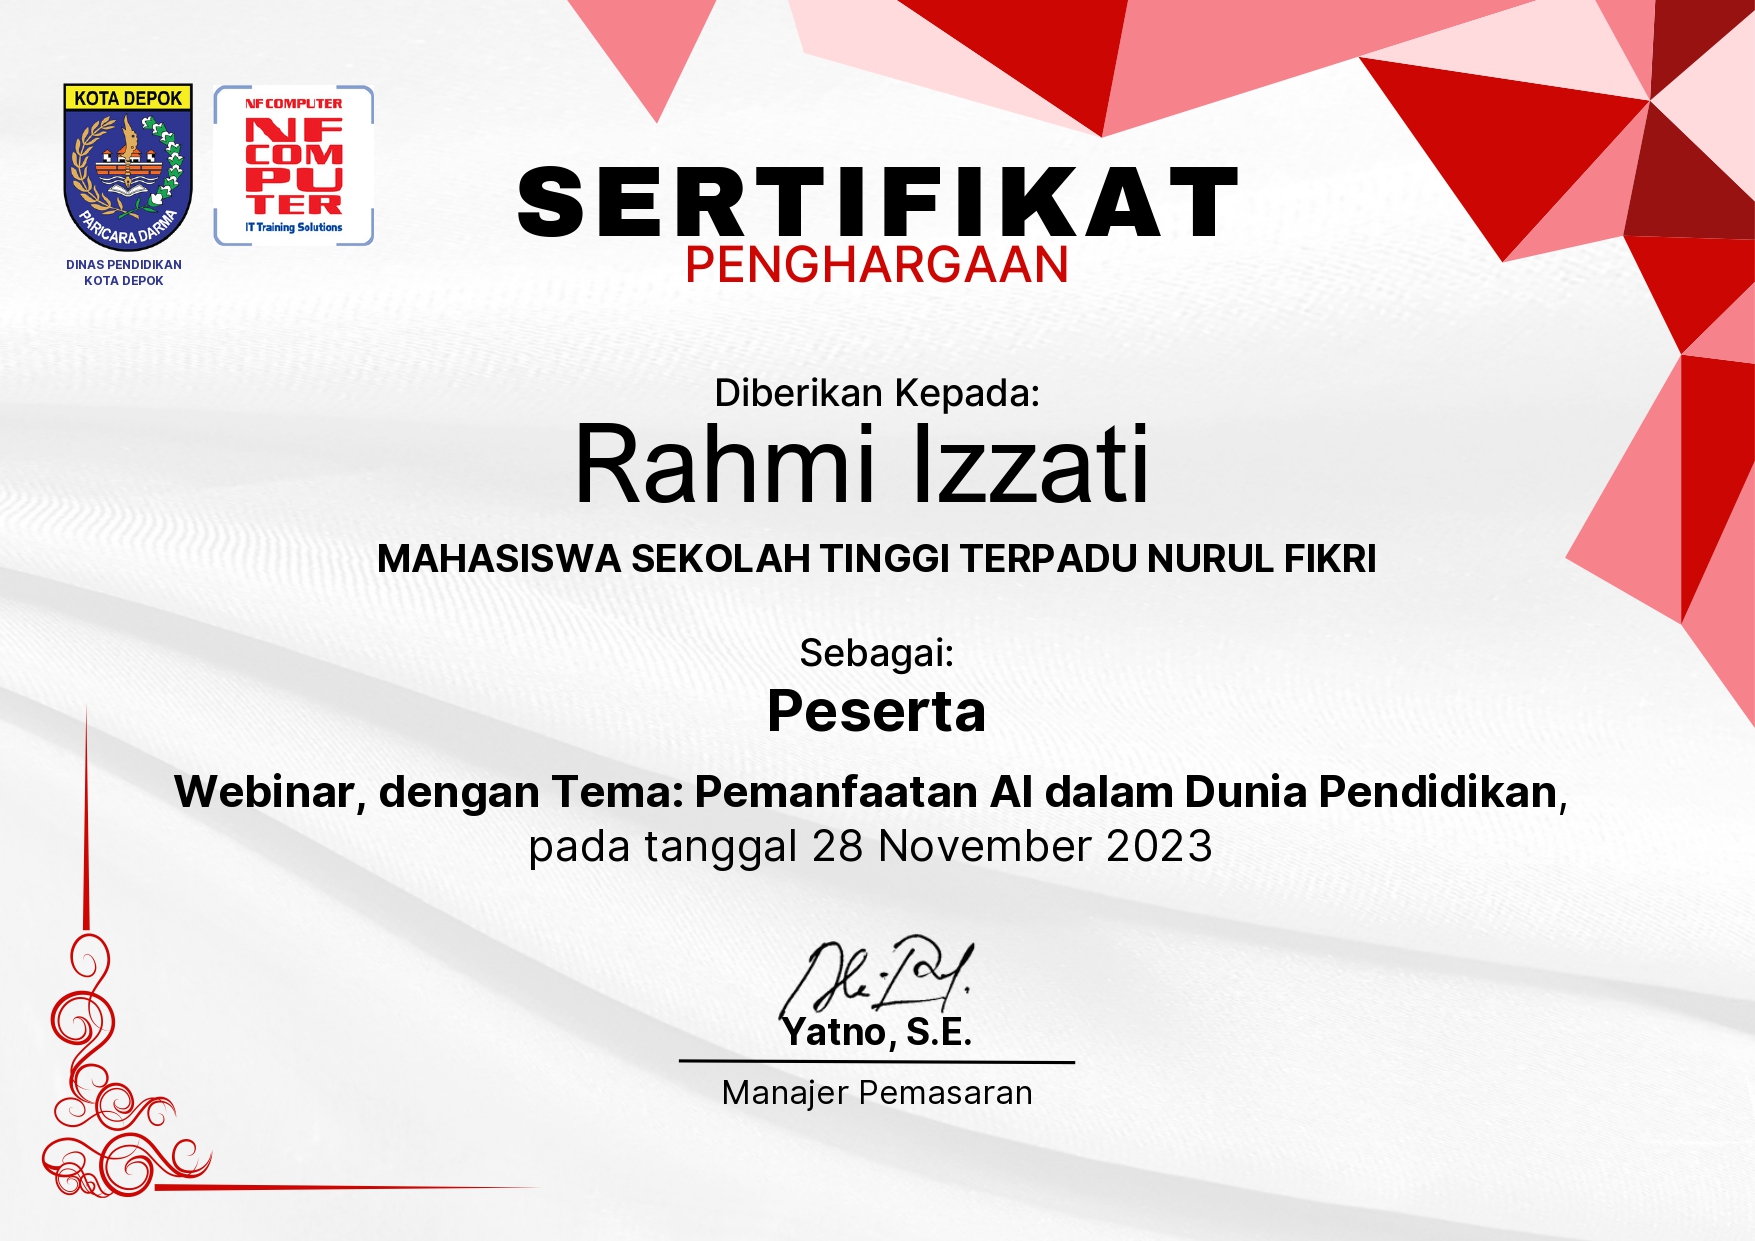 KOTA DEPOK
PARICARA DARMA
DINAS PENDIDIKAN
KOTA DEPOK
NF COMPUTER
NF
COM
PU
TER
IT Training Solutions
SERTIFIKAT
PENGHARGAAN
Diberikan Kepada:
Rahmi Izzati
MAHASISWA SEKOLAH TINGGI TERPADU NURUL FIKRI
Sebagai:
Peserta
Webinar, dengan Tema: Pemanfaatan AI dalam Dunia Pendidikan,
pada tanggal 28 November 2023
Yatno, S.E.
Manajer Pemasaran